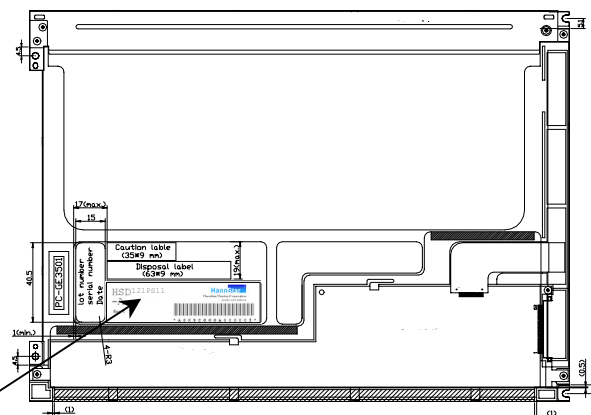 4.5
17(max.)
15
Caution lable
(35*9 mm)
Disposal label
(63*9 mm)
19(max.)
40.5
PC-GE3501
lot number
serial number
Date
HSD121PS11
HannStar
1(min.)
4-R3
4.5
(0.5)
(1)
(1)